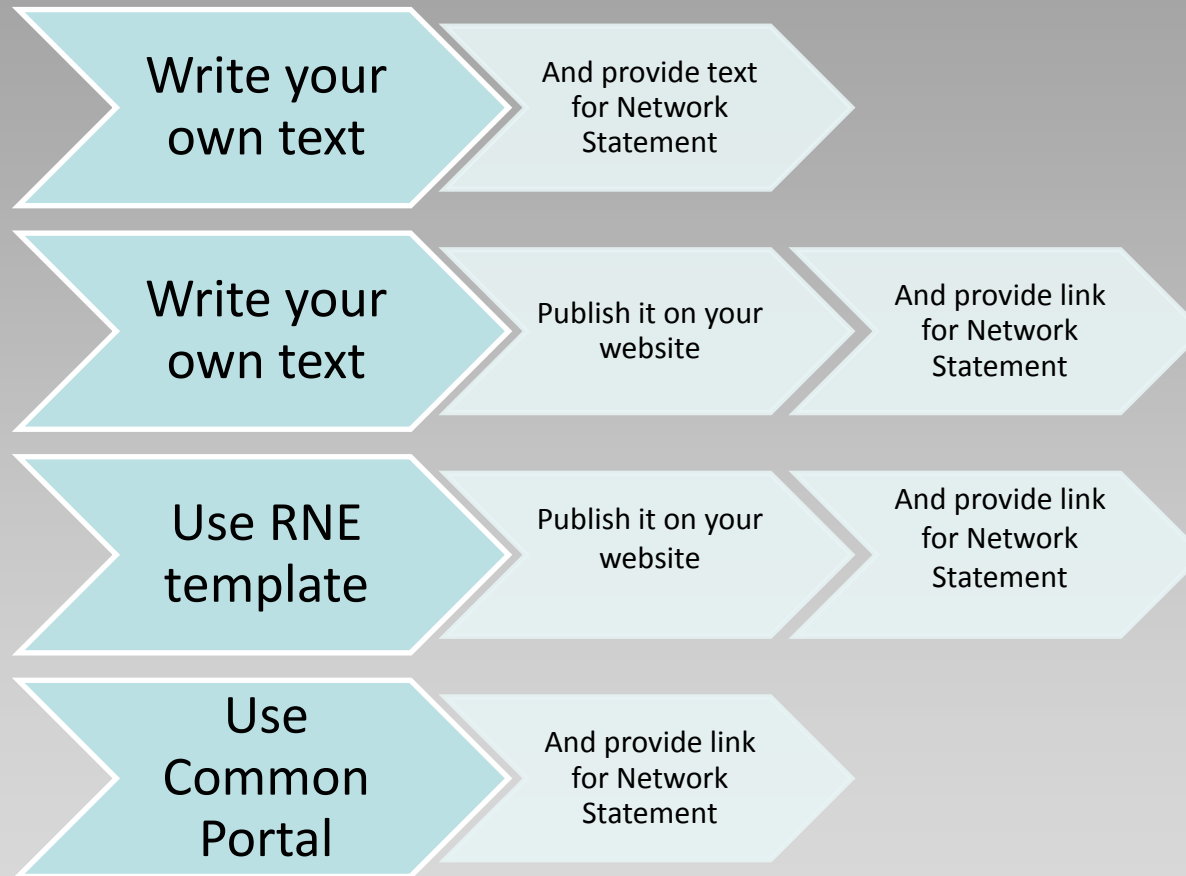 Write your
own text
And provide text
for Network
Statement
Write your
own text
Publish it on your
website
And provide link
for Network
Statement
Use RNE
template
Publish it on your
website
And provide link
for Network
Statement
Use
Common
Portal
And provide link
for Network
Statement